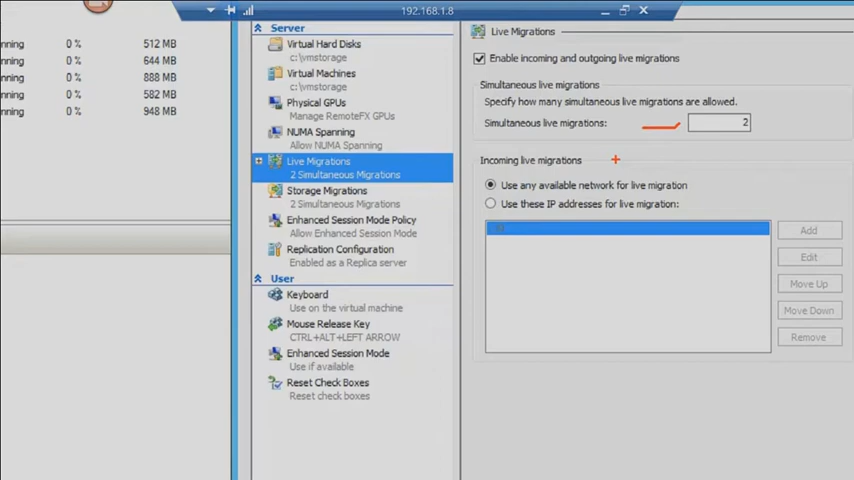 192.168.1.8
nning 0 % 512 MB
nning 0 % 644 MB
nning 0 % 888 MB
nning 0 % 582 MB
nning 0 % 948 MB
Server
Virtual Hard Disks
c:\vmstorage
Virtual Machines
c:\vmstorage
Physical GPUs
Manage RemoteFX GPUs
NUMA Spanning
Allow NUMA Spanning
Live Migrations
2 Simultaneous Migrations
Storage Migrations
2 Simultaneous Migrations
Enhanced Session Mode Policy
Allow Enhanced Session Mode
Replication Configuration
Enabled as a Replica server
User
Keyboard
Use on the virtual machine
Mouse Release Key
CTRL+ALT+LEFT ARROW
Enhanced Session Mode
Use if available
Reset Check Boxes
Reset check boxes
Live Migrations
Enable incoming and outgoing live migrations
Simultaneous live migrations
Specify how many simultaneous live migrations are allowed.
Simultaneous live migrations: 2
Incoming live migrations
Use any available network for live migration
Use these IP addresses for live migration:
Add
Edit
Move Up
Move Down
Remove